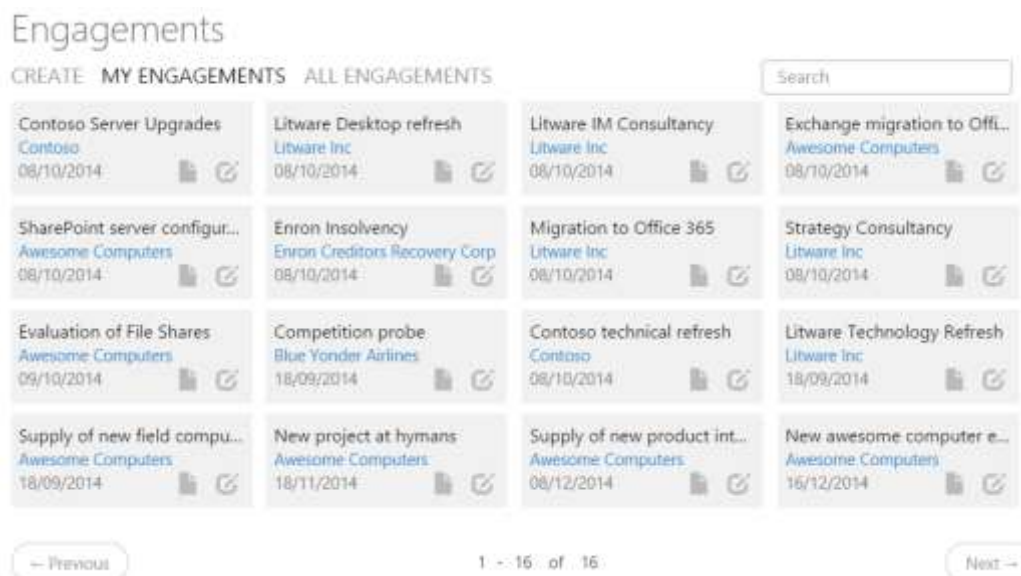 Engagements
CREATE MY ENGAGEMENTS ALL ENGAGEMENTS Search
Contoso Server Upgrades
Contoso
08/10/2014
Litware Desktop refresh
Litware Inc
08/10/2014
Litware IM Consultancy
Litware Inc
08/10/2014
Exchange migration to Offi...
Awesome Computers
08/10/2014
SharePoint server configur...
Awesome Computers
08/10/2014
Enron Insolvency
Enron Creditors Recovery Corp
08/10/2014
Migration to Office 365
Litware Inc
08/10/2014
Strategy Consultancy
Litware Inc
08/10/2014
Evaluation of File Shares
Awesome Computers
09/10/2014
Competition probe
Blue Yonder Airlines
18/09/2014
Contoso technical refresh
Contoso
08/10/2014
Litware Technology Refresh
Litware Inc
18/09/2014
Supply of new field compu...
Awesome Computers
18/09/2014
New project at hymans
Awesome Computers
18/11/2014
Supply of new product int...
Awesome Computers
08/12/2014
New awesome computer e...
Awesome Computers
16/12/2014
← Previous 1 - 16 of 16 Next →